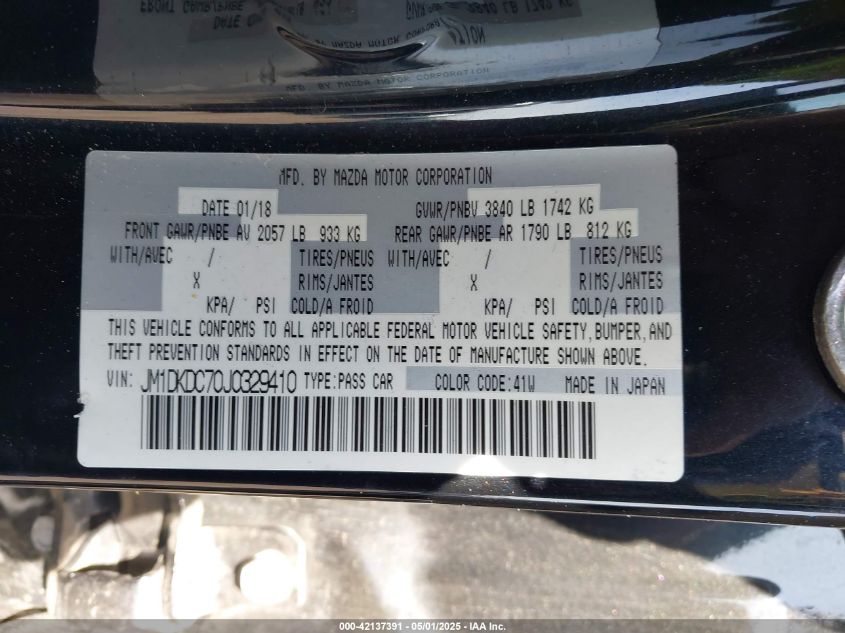 MFD. BY MAZDA MOTOR CORPORATION
DATE 01/18 GVWR/PNBV 3840 LB 1742 KG
FRONT GAWR/PNBE AV 2057 LB 933 KG REAR GAWR/PNBE AR 1790 LB 812 KG
WITH/AVEC / TIRES/PNEUS WITH/AVEC / TIRES/PNEUS
X RIMS/JANTES X RIMS/JANTES
KPA/ PSI COLD/A FROID KPA/ PSI COLD/A FROID
THIS VEHICLE CONFORMS TO ALL APPLICABLE FEDERAL MOTOR VEHICLE SAFETY, BUMPER, AND
THEFT PREVENTION STANDARDS IN EFFECT ON THE DATE OF MANUFACTURE SHOWN ABOVE.
VIN: JM1DKDC70J0329410 TYPE:PASS CAR COLOR CODE:41W MADE IN JAPAN
000-42137391 - 05/01/2025 - IAA Inc.